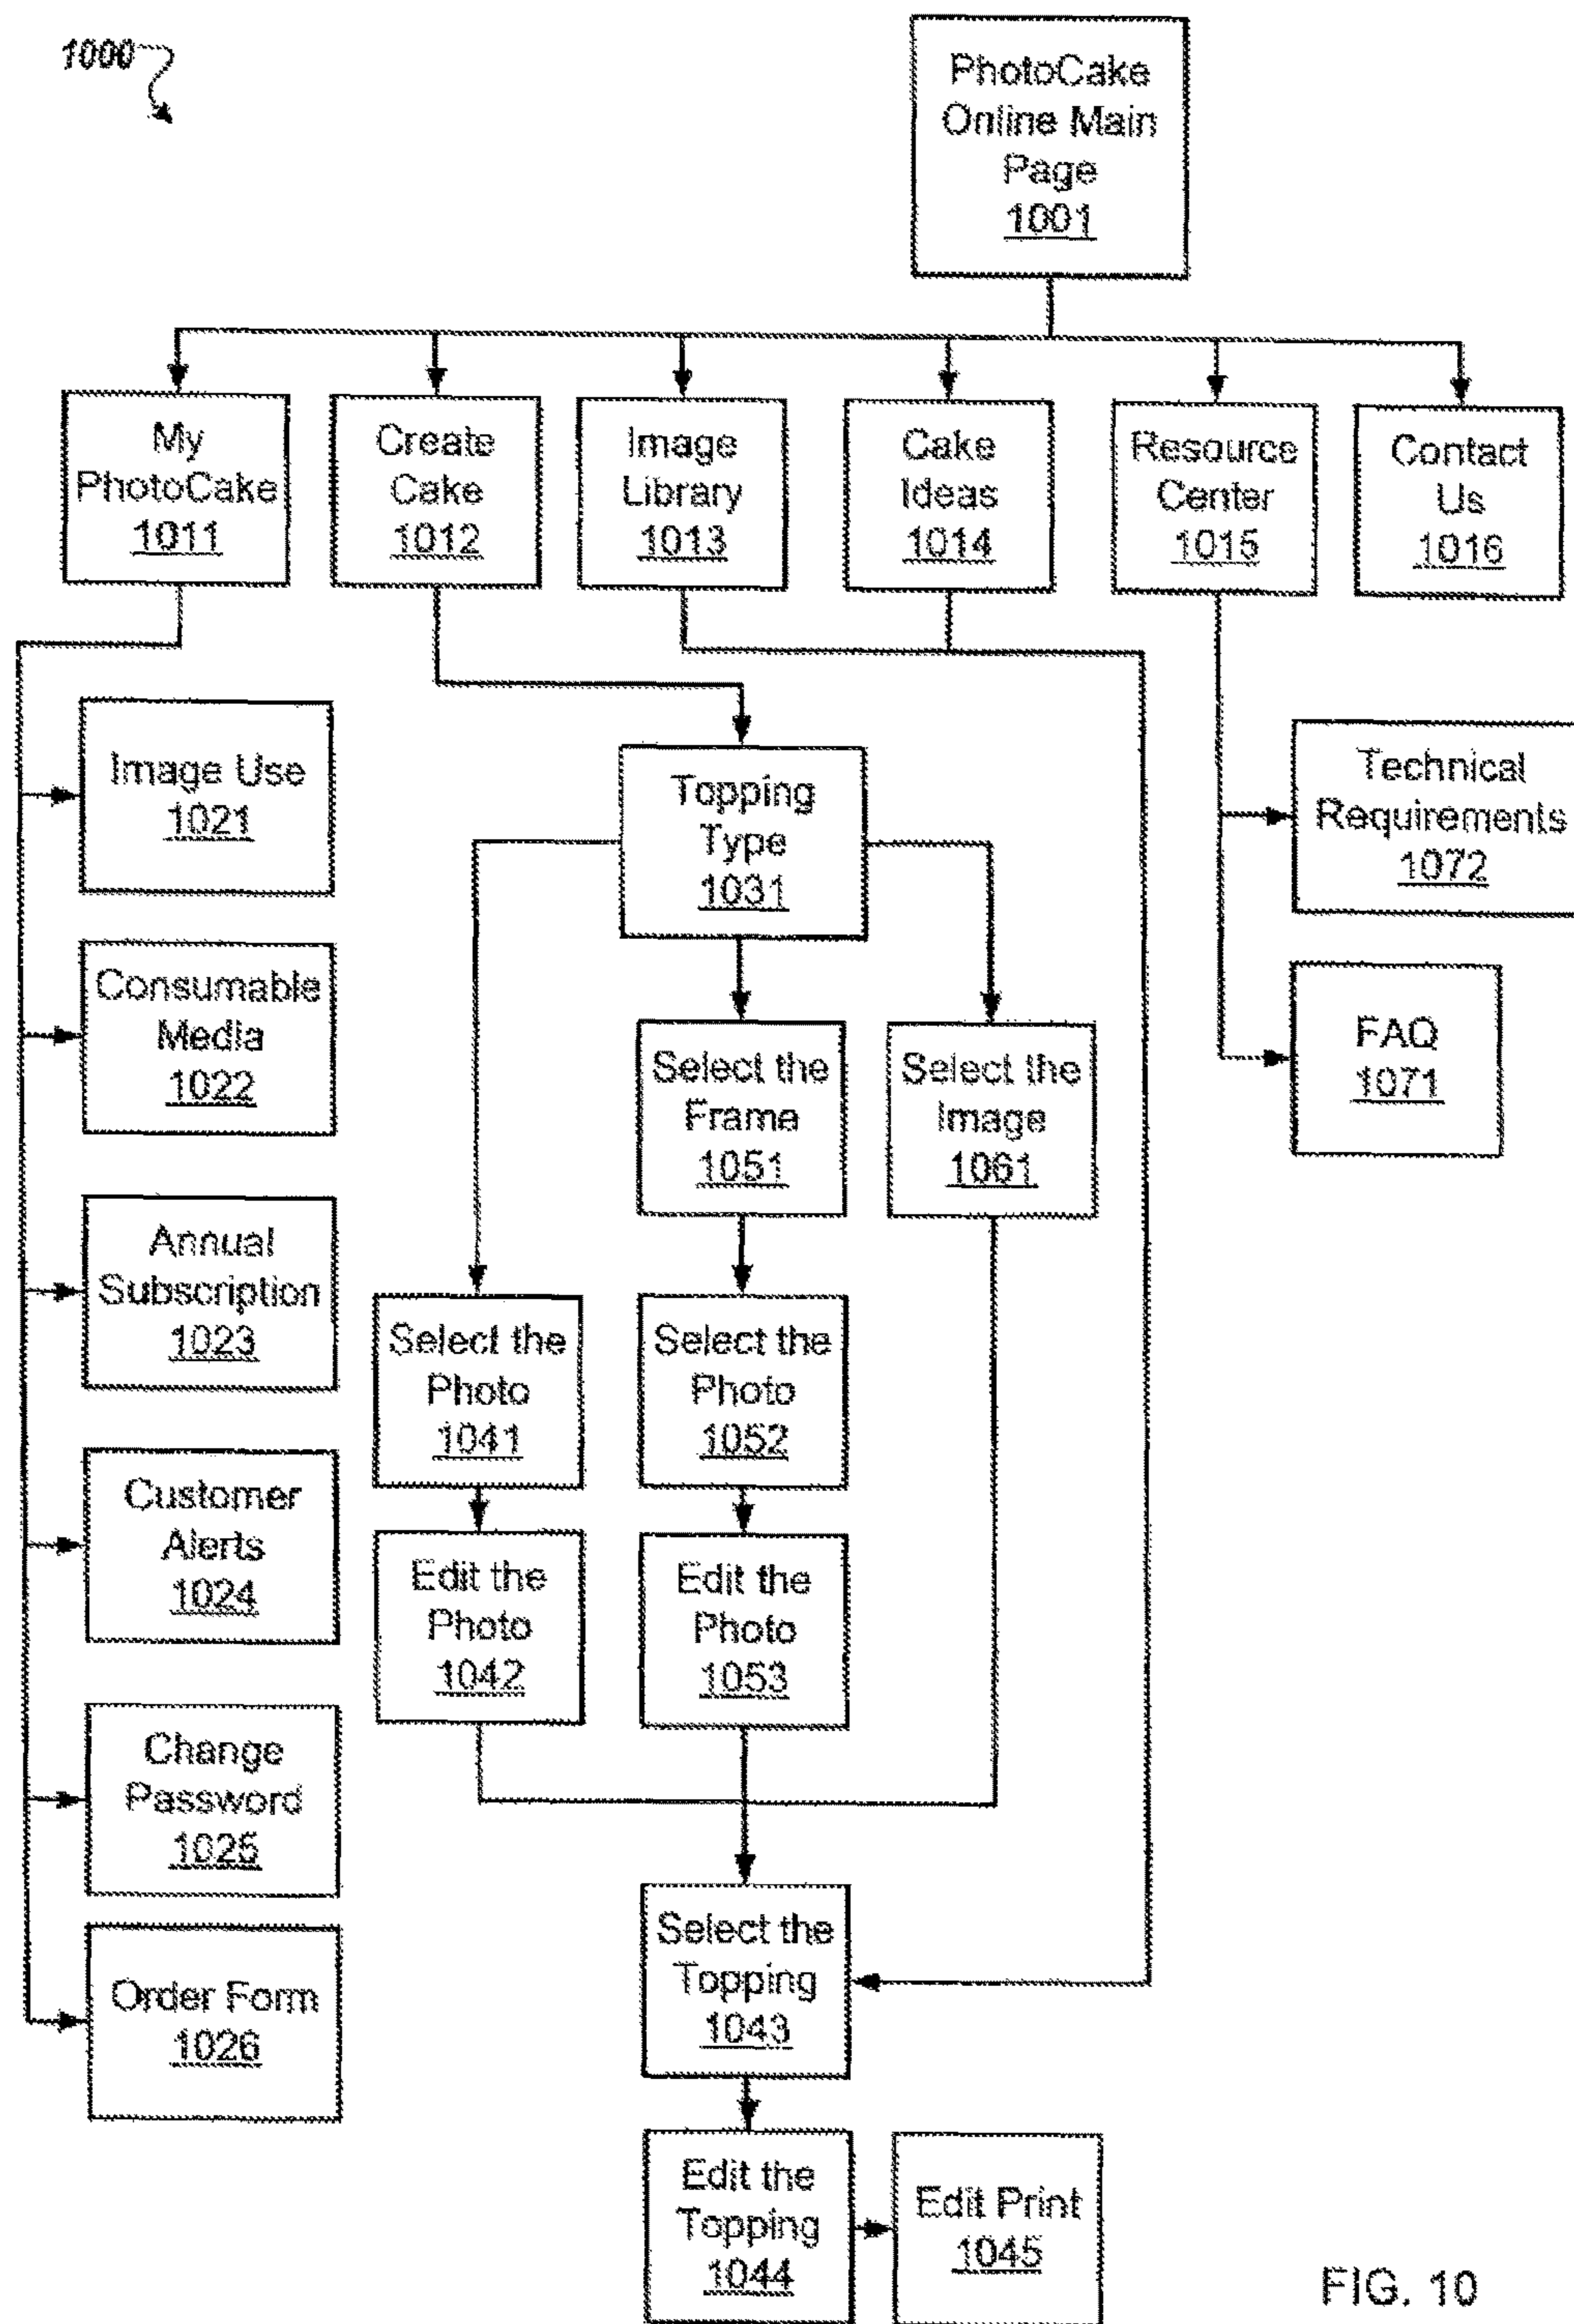 1000
PhotoCake
Online Main
Page
1001
My
PhotoCake
1011
Create
Cake
1012
Image
Library
1013
Cake
Ideas
1014
Resource
Center
1015
Contact
Us
1016
Image Use
1021
Consumable
Media
1022
Annual
Subscription
1023
Customer
Alerts
1024
Change
Password
1025
Order Form
1026
Topping
Type
1031
Select the
Photo
1041
Edit the
Photo
1042
Select the
Frame
1051
Select the
Photo
1052
Edit the
Photo
1053
Select the
Image
1061
Technical
Requirements
1072
FAQ
1071
Select the
Topping
1043
Edit the
Topping
1044
Edit Print
1045
FIG. 10